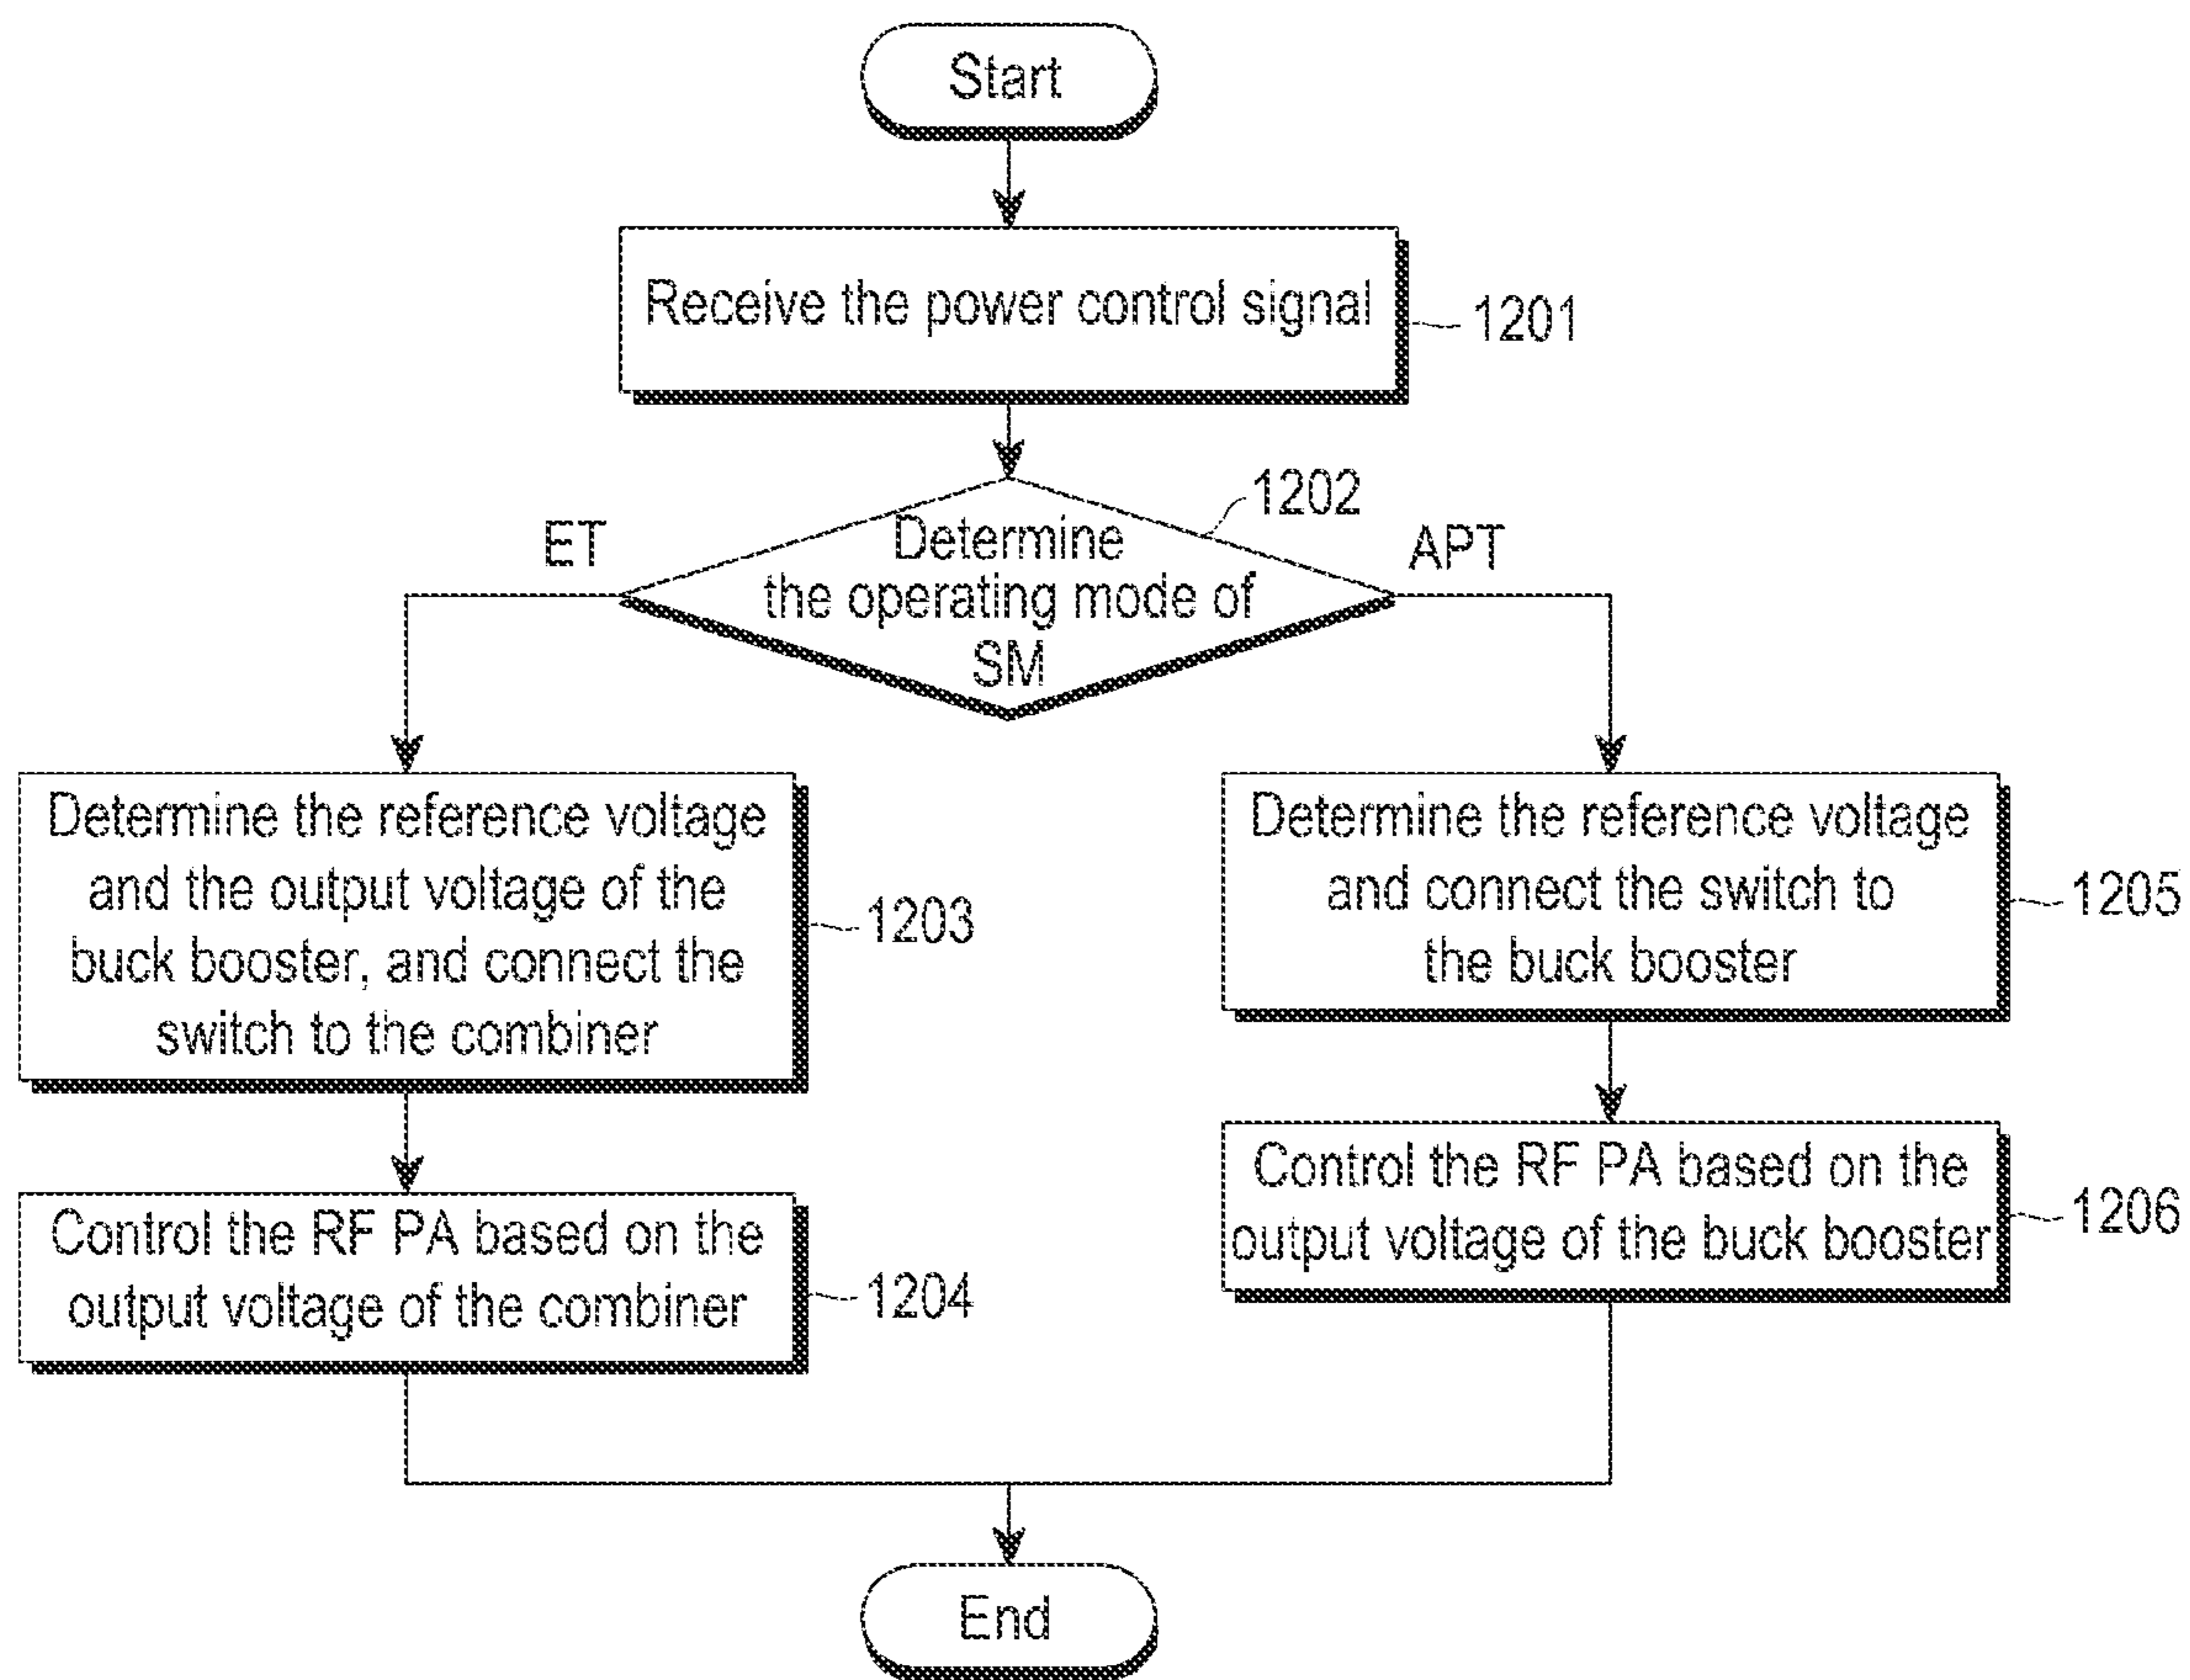 Start
Receive the power control signal
1201
1202
ET
Determine
the operating mode of
SM
APT
Determine the reference voltage
and the output voltage of the
buck booster, and connect the
switch to the combiner
1203
Determine the reference voltage
and connect the switch to
the buck booster
1205
Control the RF PA based on the
output voltage of the combiner
1204
Control the RF PA based on the
output voltage of the buck booster
1206
End